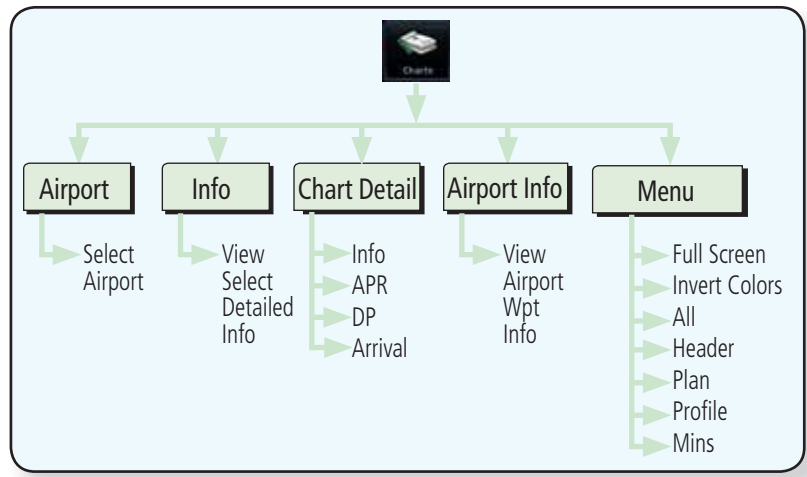 Charts
Airport
Info
Chart Detail
Airport Info
Menu
Select
Airport
View
Select
Detailed
Info
Info
APR
DP
Arrival
View
Airport
Wpt
Info
Full Screen
Invert Colors
All
Header
Plan
Profile
Mins